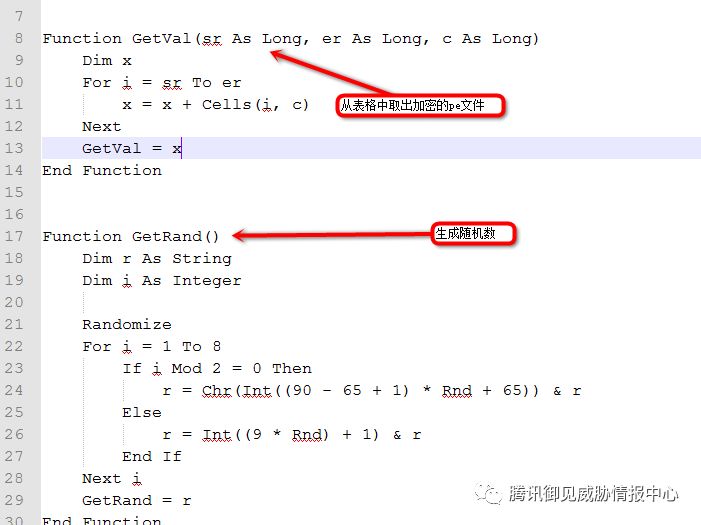 7
8 Function GetVal(sr As Long, er As Long, c As Long)
9 Dim x
10 For i = sr To er
11 x = x + Cells(i, c) 从表格中取出加密的pe文件
12 Next
13 GetVal = x
14 End Function
15
16
17 Function GetRand() 生成随机数
18 Dim r As String
19 Dim i As Integer
20
21 Randomize
22 For i = 1 To 8
23 If i Mod 2 = 0 Then
24 r = Chr(Int((90 - 65 + 1) * Rnd + 65)) & r
25 Else
26 r = Int((9 * Rnd) + 1) & r
27 End If
28 Next i
29 GetRand = r
30 End Function
腾讯御见威胁情报中心